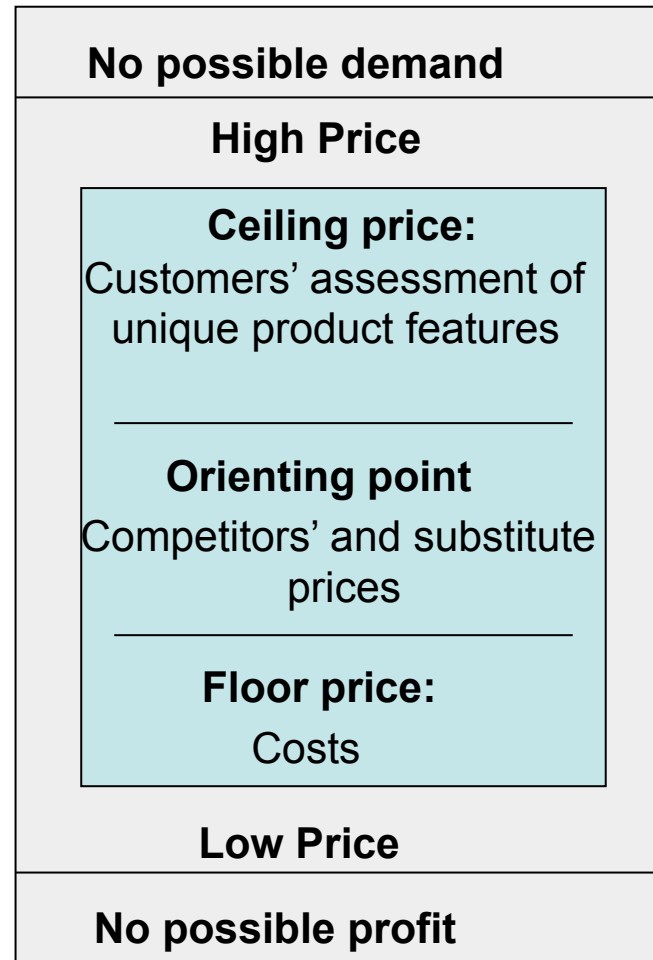 No possible demand
High Price
Ceiling price:
Customers’ assessment of
unique product features
Orienting point
Competitors’ and substitute
prices
Floor price:
Costs
Low Price
No possible profit